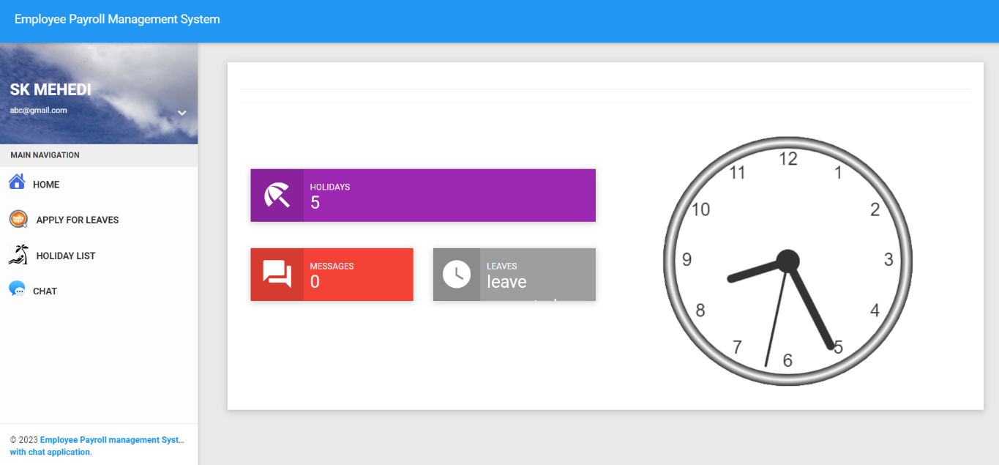 Employee Payroll Management System
SK MEHEDI
abc@gmail.com
MAIN NAVIGATION
HOME
APPLY FOR LEAVES
HOLIDAY LIST
CHAT
© 2023 Employee Payroll management Syst...
with chat application.
HOLIDAYS
5
MESSAGES
0
LEAVES
leave
12
1
2
3
4
5
6
7
8
9
10
11